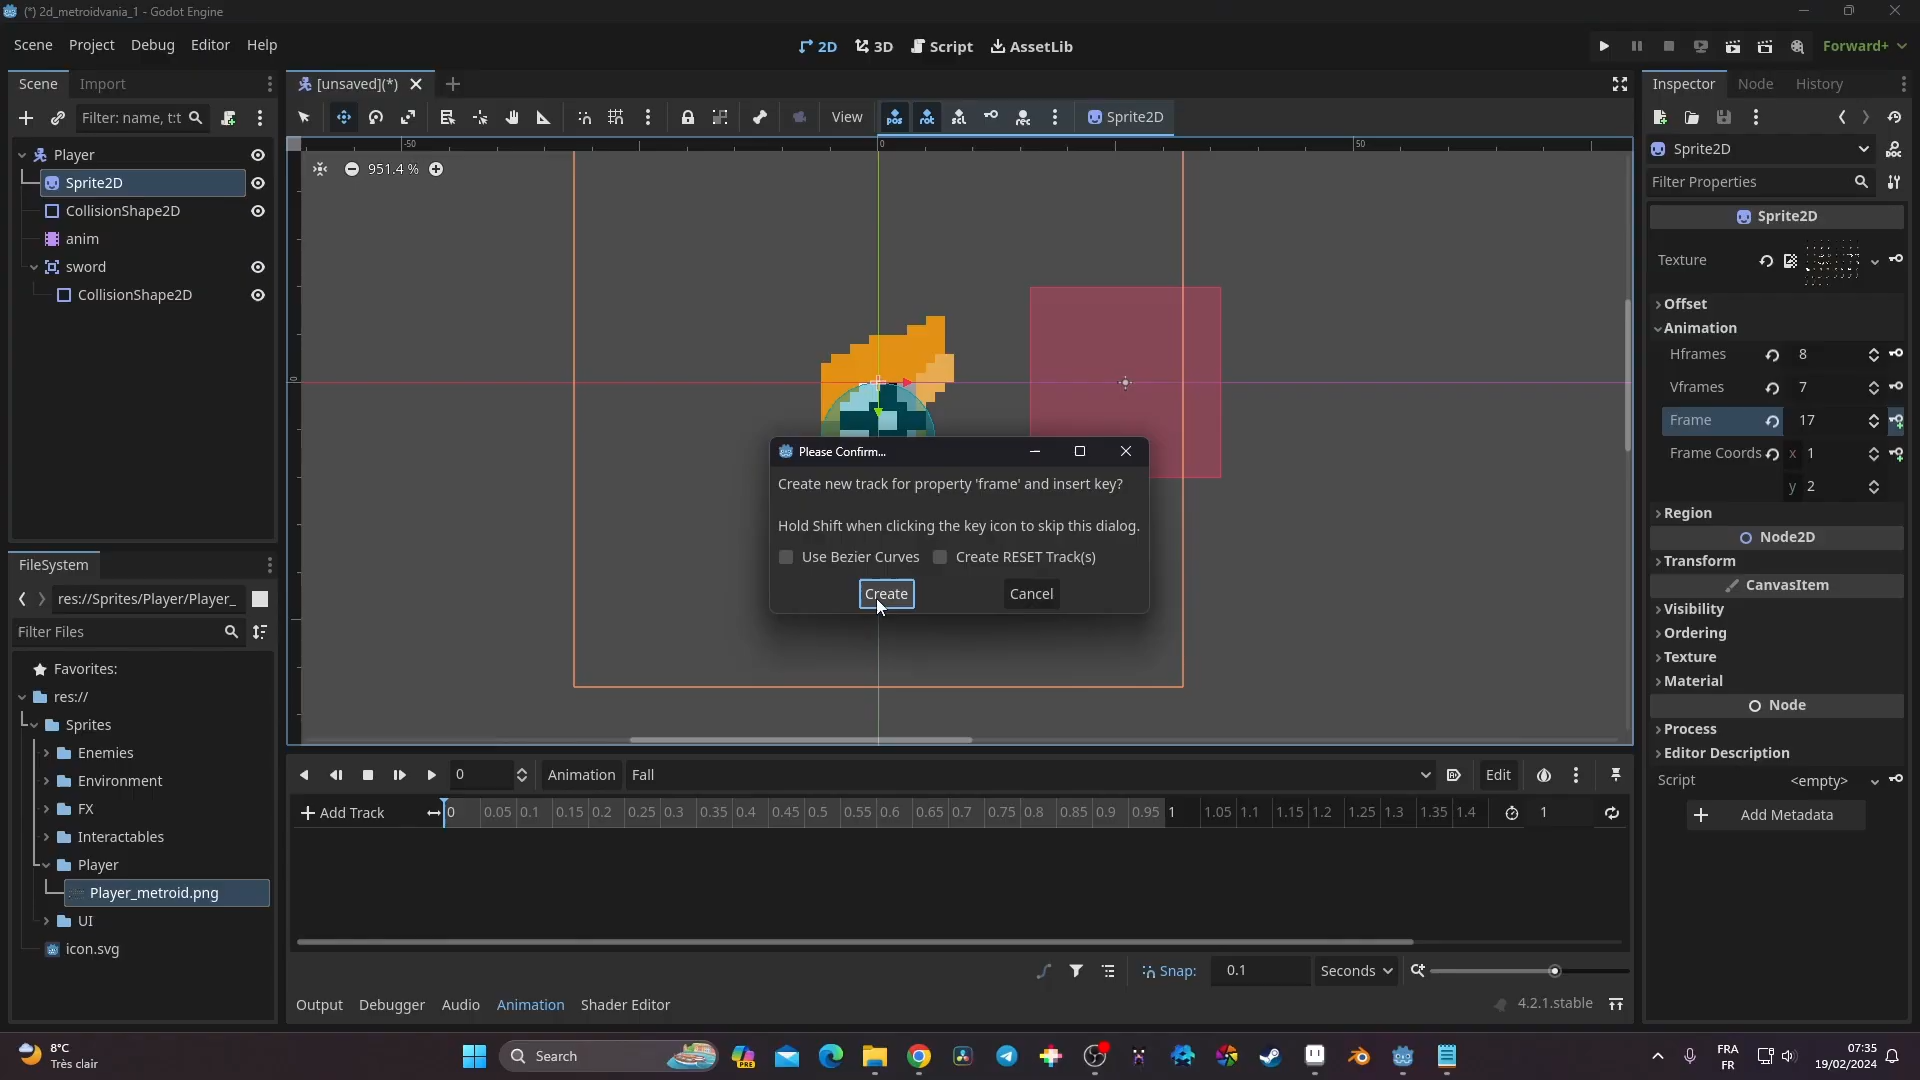 (*) 2d_metroidvania_1 - Godot Engine
Scene Project Debug Editor Help
2D 3D Script AssetLib
Forward+
Scene Import
[unsaved](*)
Inspector Node History
Filter: name, t:t
View
Sprite2D
Player
Sprite2D
CollisionShape2D
anim
sword
CollisionShape2D
-50 0 50
0
951.4 %
Sprite2D
Filter Properties
Sprite2D
Texture
Offset
Animation
Hframes 8
Vframes 7
Frame 17
Frame Coords x 1
y 2
Region
Node2D
Transform
CanvasItem
Visibility
Ordering
Texture
Material
Node
Process
Editor Description
Script <empty>
Add Metadata
Please Confirm...
Create new track for property 'frame' and insert key?
Hold Shift when clicking the key icon to skip this dialog.
Use Bezier Curves Create RESET Track(s)
Create Cancel
FileSystem
res://Sprites/Player/Player_
Filter Files
Favorites:
res://
Sprites
Enemies
Environment
FX
Interactables
Player
Player_metroid.png
UI
icon.svg
0 Animation Fall Edit
Add Track 0 0.05 0.1 0.15 0.2 0.25 0.3 0.35 0.4 0.45 0.5 0.55 0.6 0.65 0.7 0.75 0.8 0.85 0.9 0.95 1 1.05 1.1 1.15 1.2 1.25 1.3 1.35 1.4 1
Snap: 0.1 Seconds
Output Debugger Audio Animation Shader Editor
4.2.1.stable
8°C
Très clair
Search
PRE
FRA
FR
07:35
19/02/2024